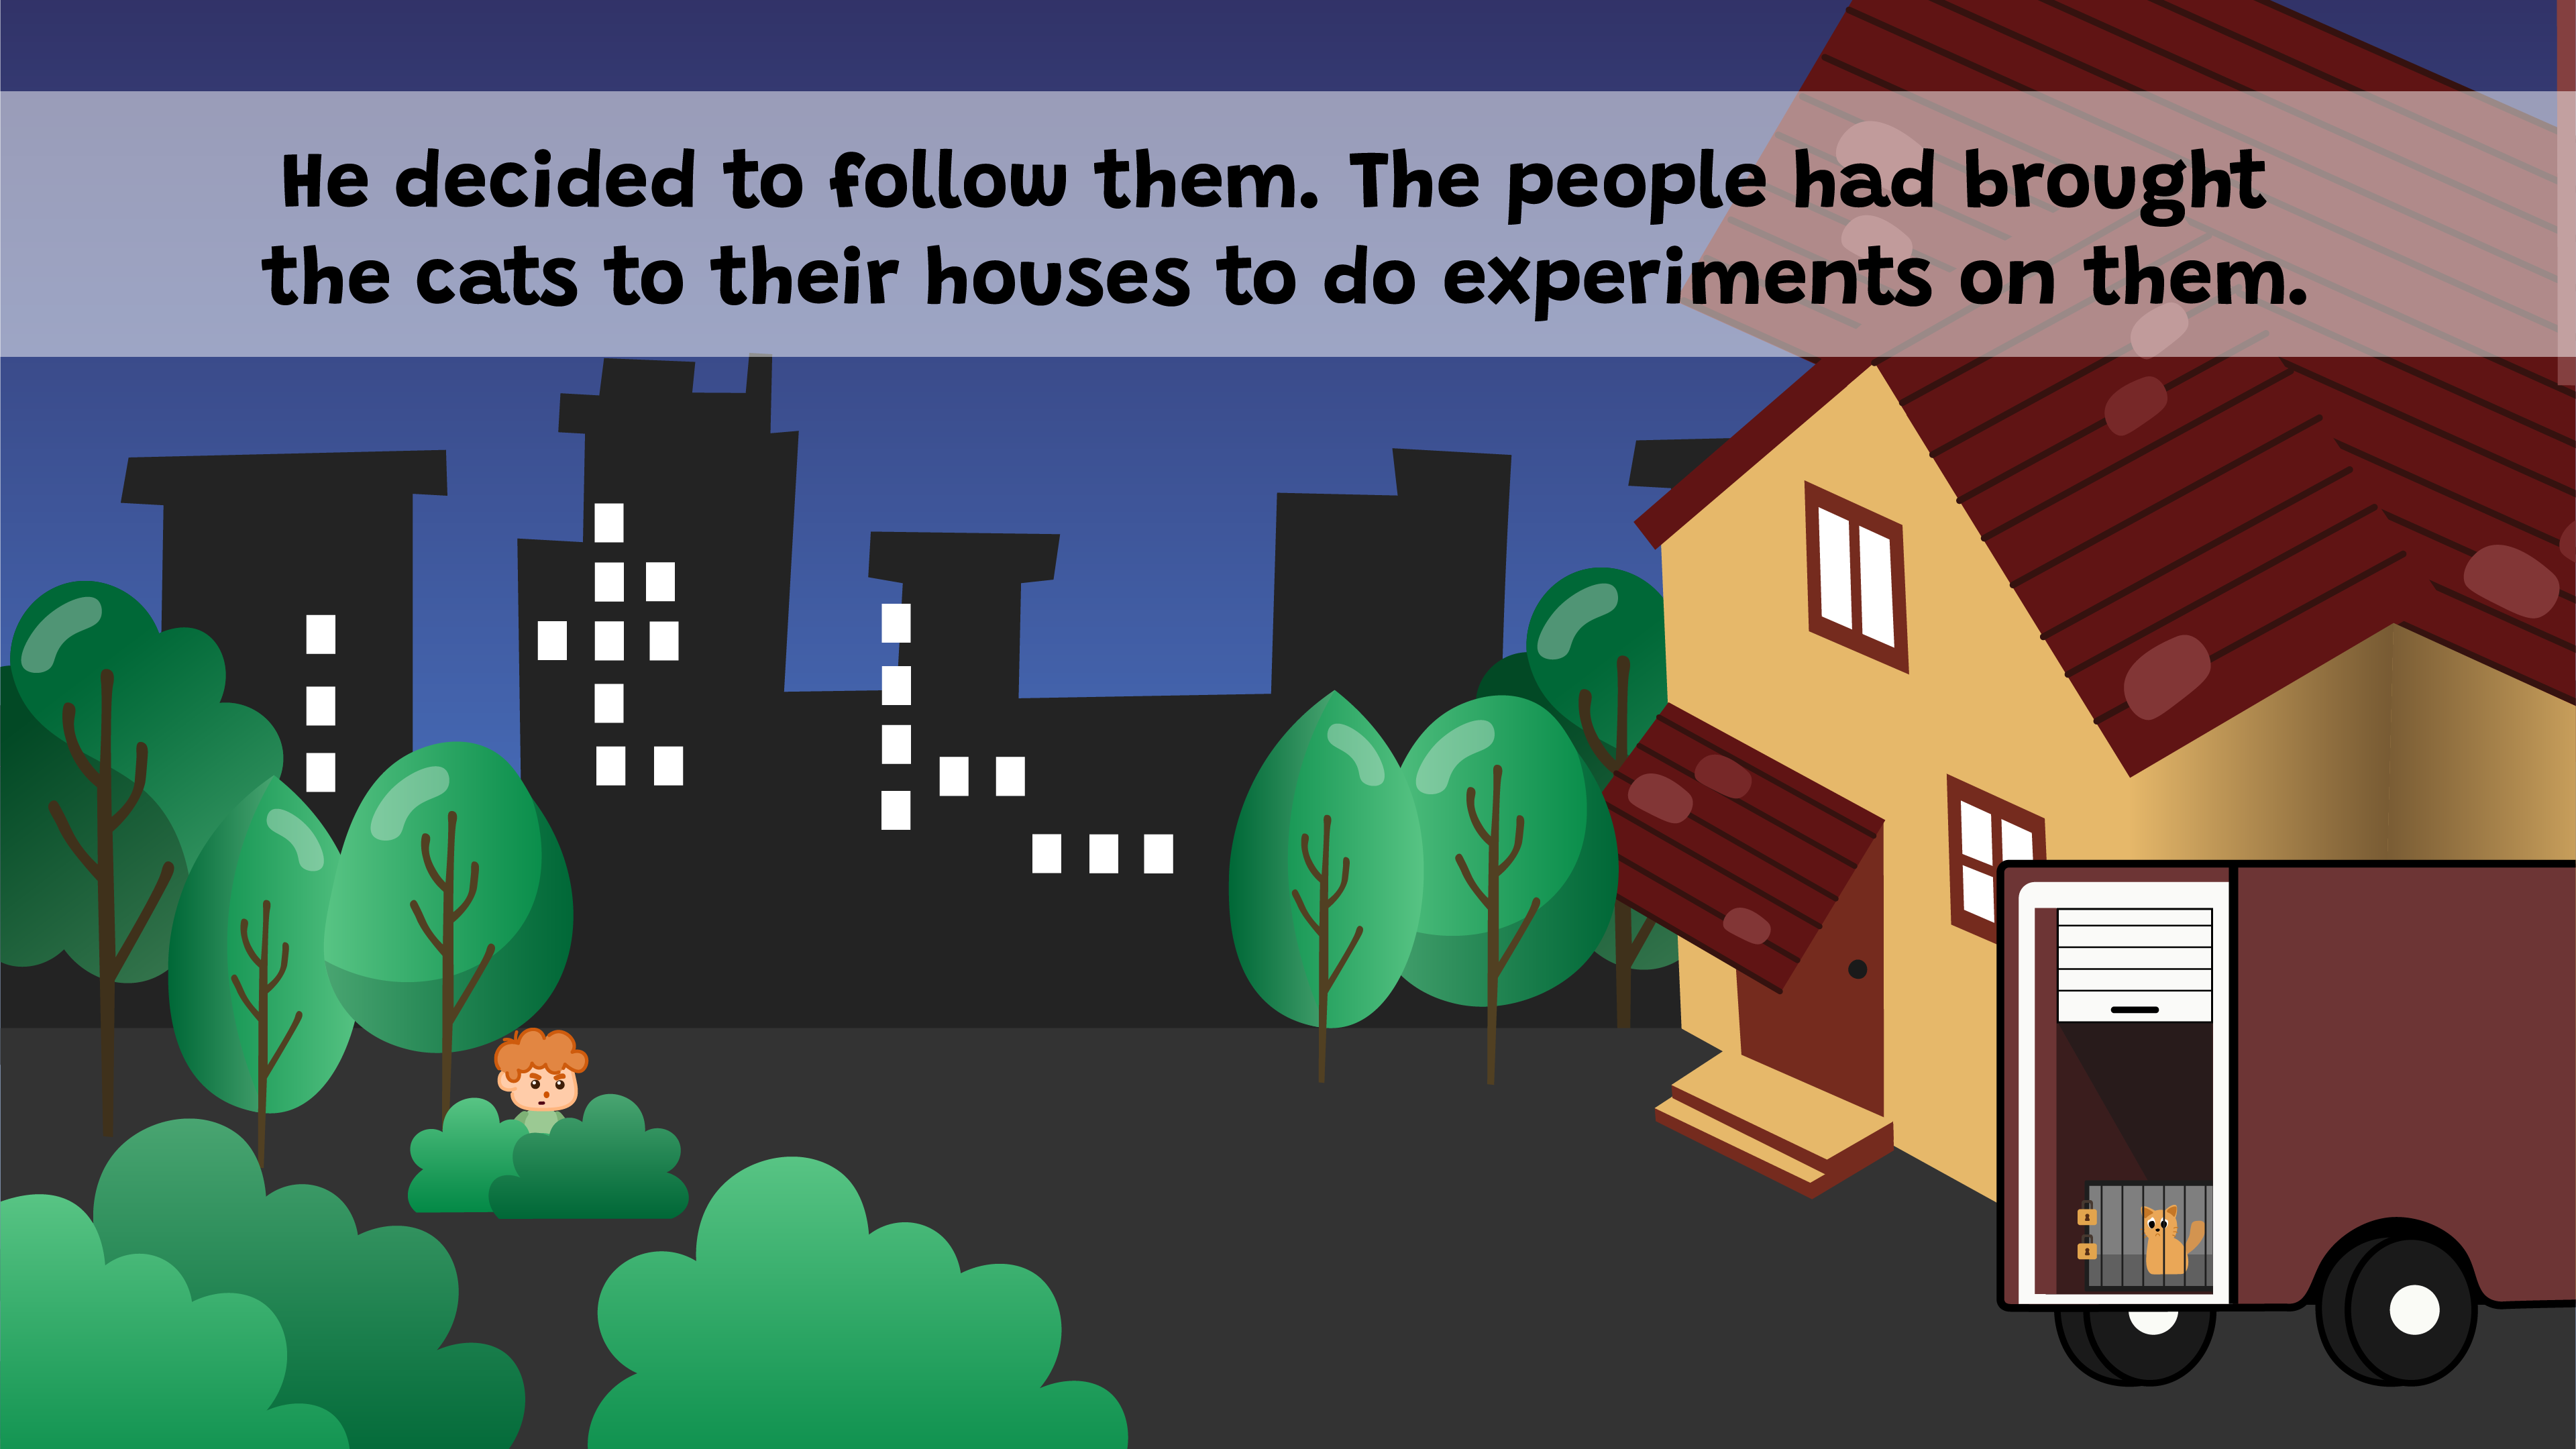 He decided to follow them. The people had brought
the cats to their houses to do experiments on them.